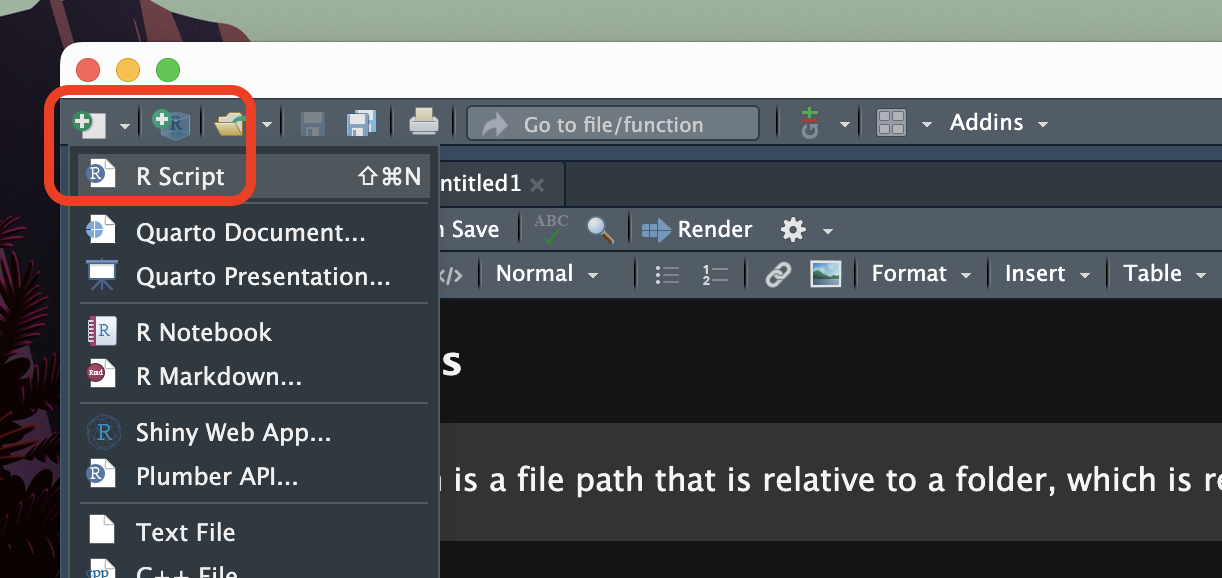 Go to file/function
Addins
R Script ⇧⌘N
ntitled1
Quarto Document...
Save
ABC
Render
Quarto Presentation...
</>
Normal
Format
Insert
Table
R Notebook
R Markdown...
s
Shiny Web App...
Plumber API...
is a file path that is relative to a folder, which is
Text File
C++ File